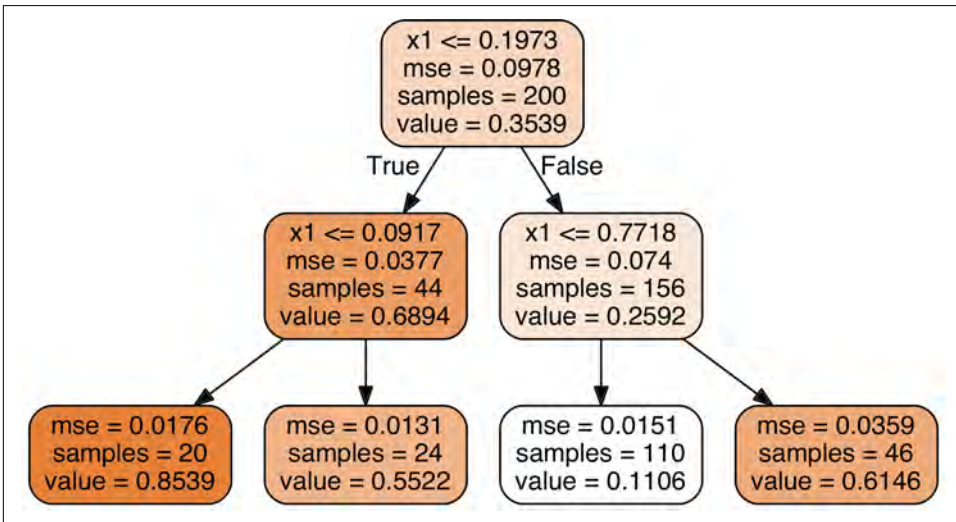 x1 <= 0.1973
mse = 0.0978
samples = 200
value = 0.3539
True
False
x1 <= 0.0917
mse = 0.0377
samples = 44
value = 0.6894
x1 <= 0.7718
mse = 0.074
samples = 156
value = 0.2592
mse = 0.0176
samples = 20
value = 0.8539
mse = 0.0131
samples = 24
value = 0.5522
mse = 0.0151
samples = 110
value = 0.1106
mse = 0.0359
samples = 46
value = 0.6146